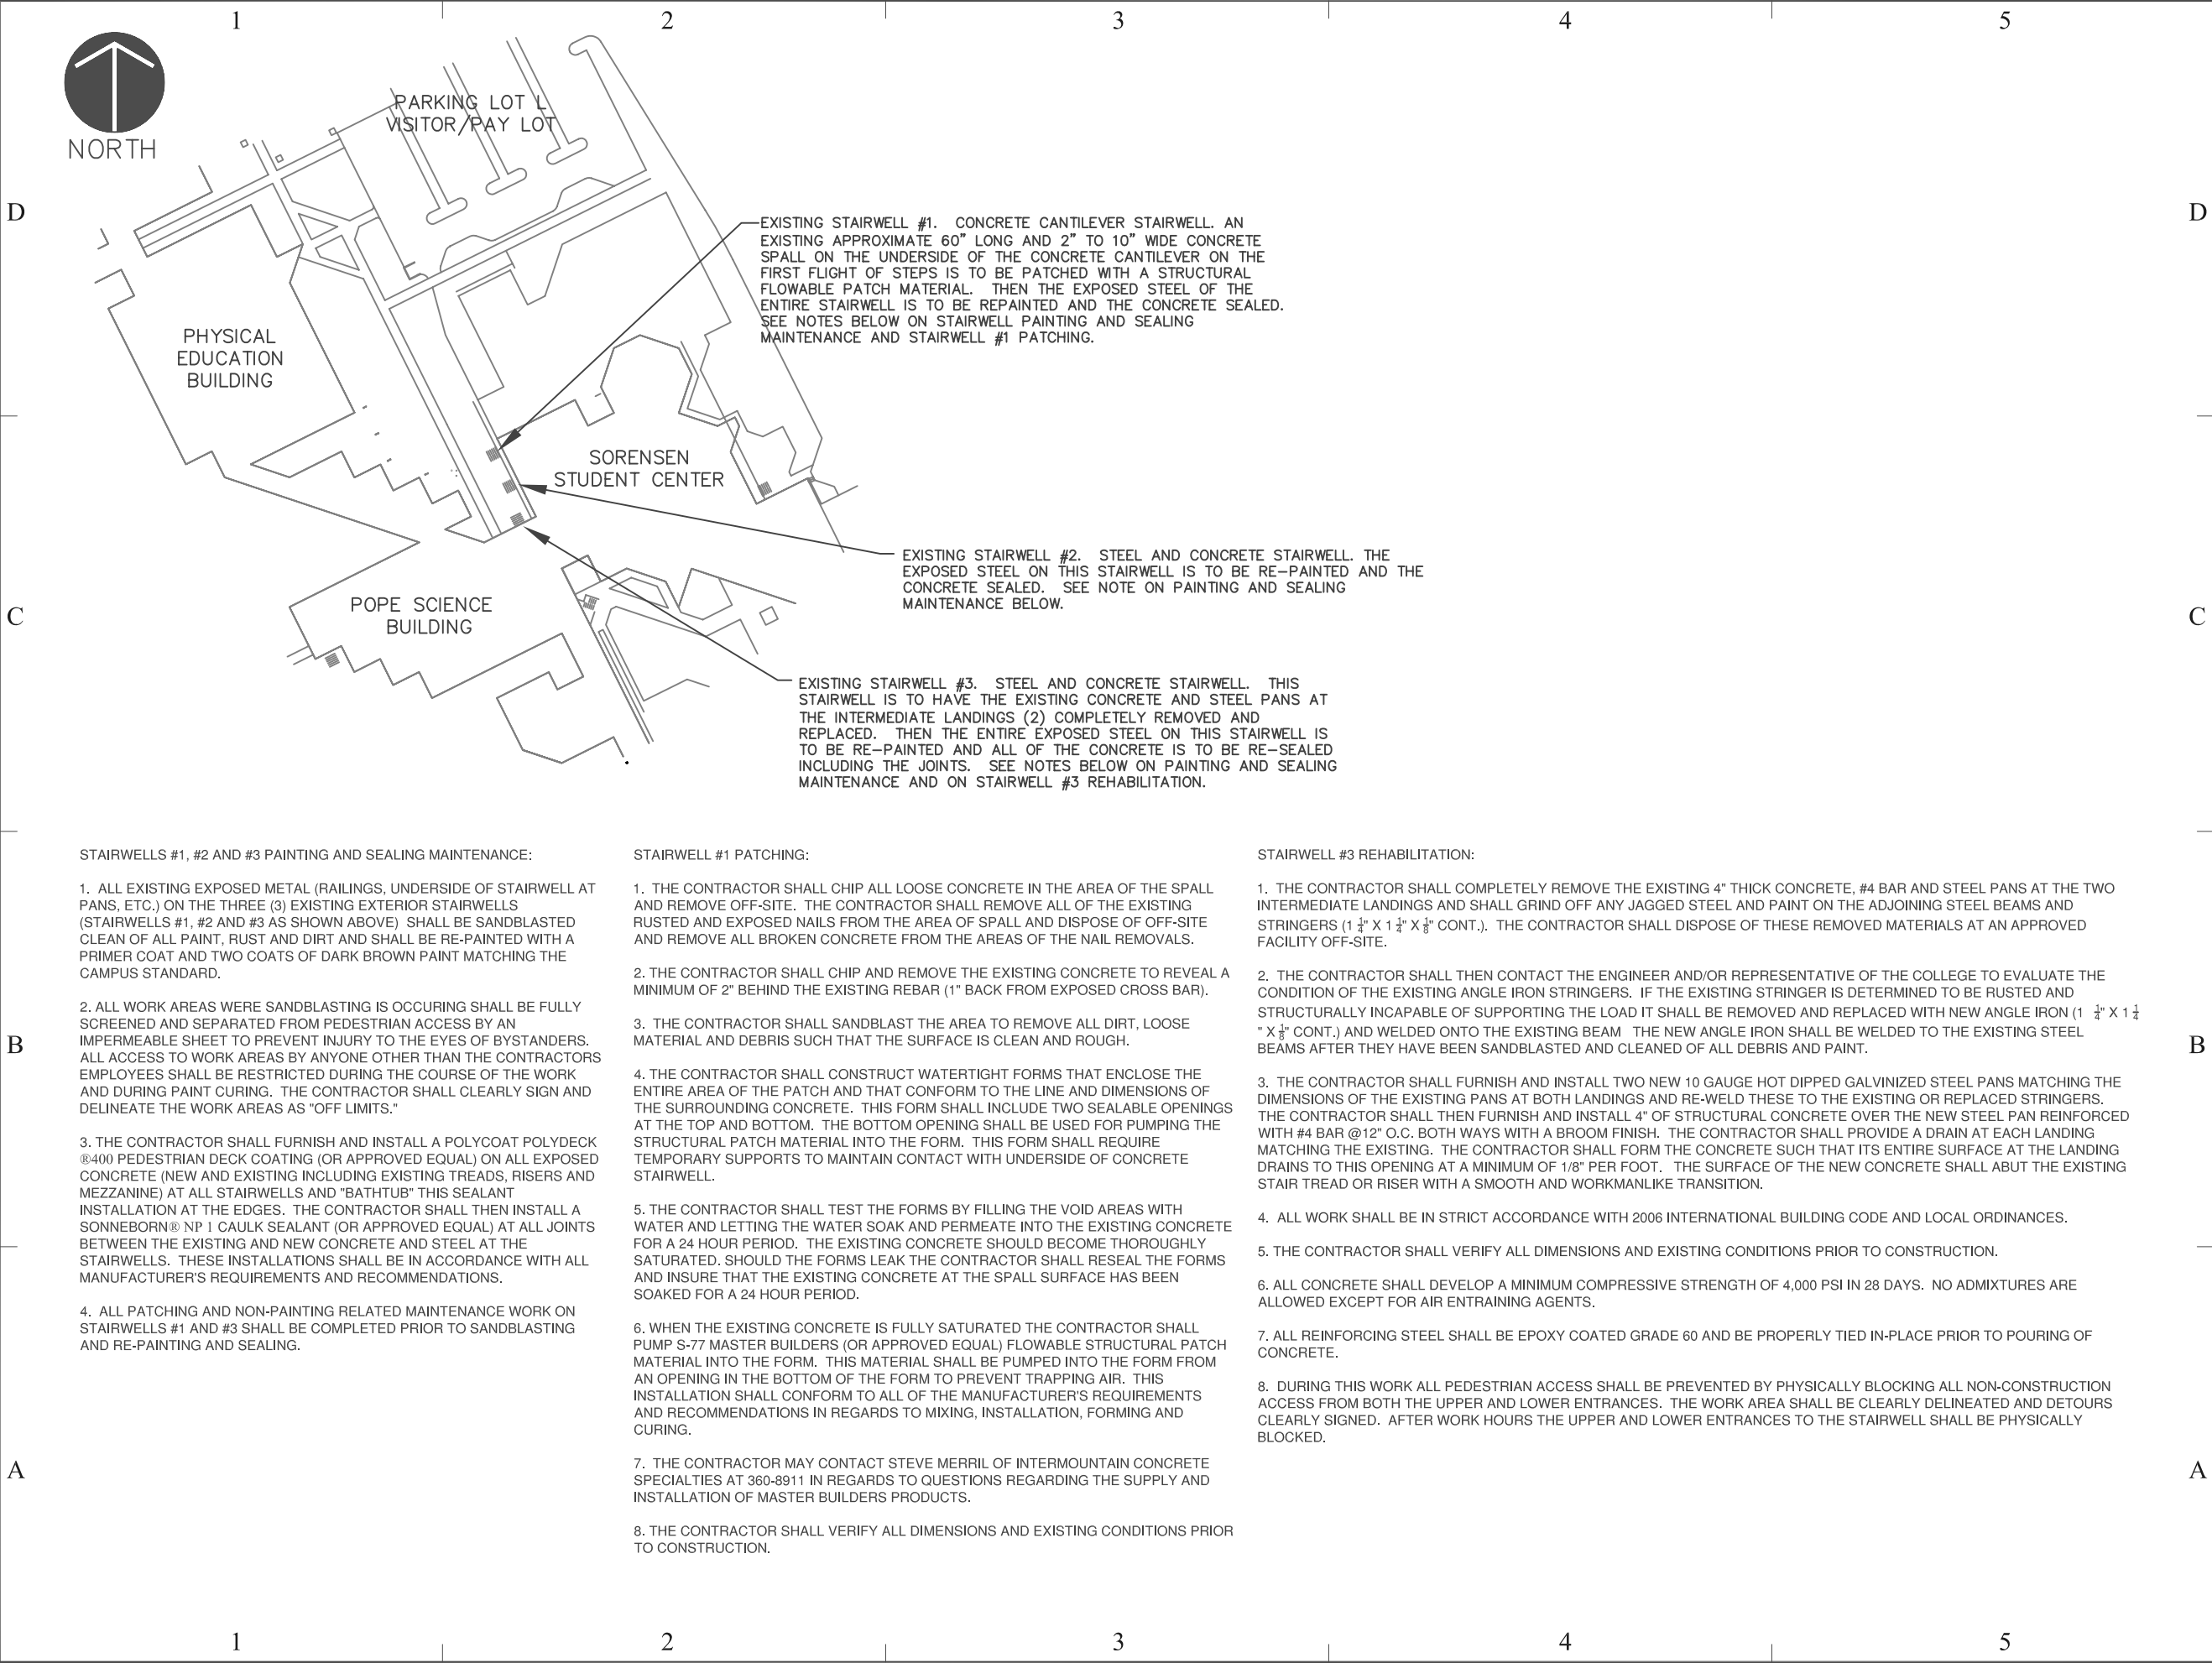 1 2 3 4 5
NORTH
PARKING LOT L
VISITOR/PAY LOT
D D
EXISTING STAIRWELL #1. CONCRETE CANTILEVER STAIRWELL. AN
EXISTING APPROXIMATE 60" LONG AND 2" TO 10" WIDE CONCRETE
SPALL ON THE UNDERSIDE OF THE CONCRETE CANTILEVER ON THE
FIRST FLIGHT OF STEPS IS TO BE PATCHED WITH A STRUCTURAL
FLOWABLE PATCH MATERIAL. THEN THE EXPOSED STEEL OF THE
ENTIRE STAIRWELL IS TO BE REPAINTED AND THE CONCRETE SEALED.
SEE NOTES BELOW ON STAIRWELL PAINTING AND SEALING
MAINTENANCE AND STAIRWELL #1 PATCHING.
PHYSICAL
EDUCATION
BUILDING
SORENSEN
STUDENT CENTER
EXISTING STAIRWELL #2. STEEL AND CONCRETE STAIRWELL. THE
EXPOSED STEEL ON THIS STAIRWELL IS TO BE RE-PAINTED AND THE
CONCRETE SEALED. SEE NOTE ON PAINTING AND SEALING
MAINTENANCE BELOW.
POPE SCIENCE
BUILDING
C C
EXISTING STAIRWELL #3. STEEL AND CONCRETE STAIRWELL. THIS
STAIRWELL IS TO HAVE THE EXISTING CONCRETE AND STEEL PANS AT
THE INTERMEDIATE LANDINGS (2) COMPLETELY REMOVED AND
REPLACED. THEN THE ENTIRE EXPOSED STEEL ON THIS STAIRWELL IS
TO BE RE-PAINTED AND ALL OF THE CONCRETE IS TO BE RE-SEALED
INCLUDING THE JOINTS. SEE NOTES BELOW ON PAINTING AND SEALING
MAINTENANCE AND ON STAIRWELL #3 REHABILITATION.
STAIRWELLS #1, #2 AND #3 PAINTING AND SEALING MAINTENANCE:
1. ALL EXISTING EXPOSED METAL (RAILINGS, UNDERSIDE OF STAIRWELL AT
PANS, ETC.) ON THE THREE (3) EXISTING EXTERIOR STAIRWELLS
(STAIRWELLS #1, #2 AND #3 AS SHOWN ABOVE) SHALL BE SANDBLASTED
CLEAN OF ALL PAINT, RUST AND DIRT AND SHALL BE RE-PAINTED WITH A
PRIMER COAT AND TWO COATS OF DARK BROWN PAINT MATCHING THE
CAMPUS STANDARD.
2. ALL WORK AREAS WERE SANDBLASTING IS OCCURING SHALL BE FULLY
SCREENED AND SEPARATED FROM PEDESTRIAN ACCESS BY AN
IMPERMEABLE SHEET TO PREVENT INJURY TO THE EYES OF BYSTANDERS.
ALL ACCESS TO WORK AREAS BY ANYONE OTHER THAN THE CONTRACTORS
EMPLOYEES SHALL BE RESTRICTED DURING THE COURSE OF THE WORK
AND DURING PAINT CURING. THE CONTRACTOR SHALL CLEARLY SIGN AND
DELINEATE THE WORK AREAS AS "OFF LIMITS."
3. THE CONTRACTOR SHALL FURNISH AND INSTALL A POLYCOAT POLYDECK
®400 PEDESTRIAN DECK COATING (OR APPROVED EQUAL) ON ALL EXPOSED
CONCRETE (NEW AND EXISTING INCLUDING EXISTING TREADS, RISERS AND
MEZZANINE) AT ALL STAIRWELLS AND "BATHTUB" THIS SEALANT
INSTALLATION AT THE EDGES. THE CONTRACTOR SHALL THEN INSTALL A
SONNEBORN® NP 1 CAULK SEALANT (OR APPROVED EQUAL) AT ALL JOINTS
BETWEEN THE EXISTING AND NEW CONCRETE AND STEEL AT THE
STAIRWELLS. THESE INSTALLATIONS SHALL BE IN ACCORDANCE WITH ALL
MANUFACTURER'S REQUIREMENTS AND RECOMMENDATIONS.
4. ALL PATCHING AND NON-PAINTING RELATED MAINTENANCE WORK ON
STAIRWELLS #1 AND #3 SHALL BE COMPLETED PRIOR TO SANDBLASTING
AND RE-PAINTING AND SEALING.
STAIRWELL #1 PATCHING:
1. THE CONTRACTOR SHALL CHIP ALL LOOSE CONCRETE IN THE AREA OF THE SPALL
AND REMOVE OFF-SITE. THE CONTRACTOR SHALL REMOVE ALL OF THE EXISTING
RUSTED AND EXPOSED NAILS FROM THE AREA OF SPALL AND DISPOSE OF OFF-SITE
AND REMOVE ALL BROKEN CONCRETE FROM THE AREAS OF THE NAIL REMOVALS.
2. THE CONTRACTOR SHALL CHIP AND REMOVE THE EXISTING CONCRETE TO REVEAL A
MINIMUM OF 2" BEHIND THE EXISTING REBAR (1" BACK FROM EXPOSED CROSS BAR).
3. THE CONTRACTOR SHALL SANDBLAST THE AREA TO REMOVE ALL DIRT, LOOSE
MATERIAL AND DEBRIS SUCH THAT THE SURFACE IS CLEAN AND ROUGH.
4. THE CONTRACTOR SHALL CONSTRUCT WATERTIGHT FORMS THAT ENCLOSE THE
ENTIRE AREA OF THE PATCH AND THAT CONFORM TO THE LINE AND DIMENSIONS OF
THE SURROUNDING CONCRETE. THIS FORM SHALL INCLUDE TWO SEALABLE OPENINGS
AT THE TOP AND BOTTOM. THE BOTTOM OPENING SHALL BE USED FOR PUMPING THE
STRUCTURAL PATCH MATERIAL INTO THE FORM. THIS FORM SHALL REQUIRE
TEMPORARY SUPPORTS TO MAINTAIN CONTACT WITH UNDERSIDE OF CONCRETE
STAIRWELL.
5. THE CONTRACTOR SHALL TEST THE FORMS BY FILLING THE VOID AREAS WITH
WATER AND LETTING THE WATER SOAK AND PERMEATE INTO THE EXISTING CONCRETE
FOR A 24 HOUR PERIOD. THE EXISTING CONCRETE SHOULD BECOME THOROUGHLY
SATURATED. SHOULD THE FORMS LEAK THE CONTRACTOR SHALL RESEAL THE FORMS
AND INSURE THAT THE EXISTING CONCRETE AT THE SPALL SURFACE HAS BEEN
SOAKED FOR A 24 HOUR PERIOD.
6. WHEN THE EXISTING CONCRETE IS FULLY SATURATED THE CONTRACTOR SHALL
PUMP S-77 MASTER BUILDERS (OR APPROVED EQUAL) FLOWABLE STRUCTURAL PATCH
MATERIAL INTO THE FORM. THIS MATERIAL SHALL BE PUMPED INTO THE FORM FROM
AN OPENING IN THE BOTTOM OF THE FORM TO PREVENT TRAPPING AIR. THIS
INSTALLATION SHALL CONFORM TO ALL OF THE MANUFACTURER'S REQUIREMENTS
AND RECOMMENDATIONS IN REGARDS TO MIXING, INSTALLATION, FORMING AND
CURING.
7. THE CONTRACTOR MAY CONTACT STEVE MERRIL OF INTERMOUNTAIN CONCRETE
SPECIALTIES AT 360-8911 IN REGARDS TO QUESTIONS REGARDING THE SUPPLY AND
INSTALLATION OF MASTER BUILDERS PRODUCTS.
8. THE CONTRACTOR SHALL VERIFY ALL DIMENSIONS AND EXISTING CONDITIONS PRIOR
TO CONSTRUCTION.
STAIRWELL #3 REHABILITATION:
1. THE CONTRACTOR SHALL COMPLETELY REMOVE THE EXISTING 4" THICK CONCRETE, #4 BAR AND STEEL PANS AT THE TWO
INTERMEDIATE LANDINGS AND SHALL GRIND OFF ANY JAGGED STEEL AND PAINT ON THE ADJOINING STEEL BEAMS AND
STRINGERS (1 1/4" X 1 1/4" X 1/8" CONT.). THE CONTRACTOR SHALL DISPOSE OF THESE REMOVED MATERIALS AT AN APPROVED
FACILITY OFF-SITE.
2. THE CONTRACTOR SHALL THEN CONTACT THE ENGINEER AND/OR REPRESENTATIVE OF THE COLLEGE TO EVALUATE THE
CONDITION OF THE EXISTING ANGLE IRON STRINGERS. IF THE EXISTING STRINGER IS DETERMINED TO BE RUSTED AND
STRUCTURALLY INCAPABLE OF SUPPORTING THE LOAD IT SHALL BE REMOVED AND REPLACED WITH NEW ANGLE IRON (1 1/4" X 1 1/4
" X 1/8" CONT.) AND WELDED ONTO THE EXISTING BEAM THE NEW ANGLE IRON SHALL BE WELDED TO THE EXISTING STEEL
BEAMS AFTER THEY HAVE BEEN SANDBLASTED AND CLEANED OF ALL DEBRIS AND PAINT.
3. THE CONTRACTOR SHALL FURNISH AND INSTALL TWO NEW 10 GAUGE HOT DIPPED GALVINIZED STEEL PANS MATCHING THE
DIMENSIONS OF THE EXISTING PANS AT BOTH LANDINGS AND RE-WELD THESE TO THE EXISTING OR REPLACED STRINGERS.
THE CONTRACTOR SHALL THEN FURNISH AND INSTALL 4" OF STRUCTURAL CONCRETE OVER THE NEW STEEL PAN REINFORCED
WITH #4 BAR @12" O.C. BOTH WAYS WITH A BROOM FINISH. THE CONTRACTOR SHALL PROVIDE A DRAIN AT EACH LANDING
MATCHING THE EXISTING. THE CONTRACTOR SHALL FORM THE CONCRETE SUCH THAT ITS ENTIRE SURFACE AT THE LANDING
DRAINS TO THIS OPENING AT A MINIMUM OF 1/8" PER FOOT. THE SURFACE OF THE NEW CONCRETE SHALL ABUT THE EXISTING
STAIR TREAD OR RISER WITH A SMOOTH AND WORKMANLIKE TRANSITION.
4. ALL WORK SHALL BE IN STRICT ACCORDANCE WITH 2006 INTERNATIONAL BUILDING CODE AND LOCAL ORDINANCES.
5. THE CONTRACTOR SHALL VERIFY ALL DIMENSIONS AND EXISTING CONDITIONS PRIOR TO CONSTRUCTION.
6. ALL CONCRETE SHALL DEVELOP A MINIMUM COMPRESSIVE STRENGTH OF 4,000 PSI IN 28 DAYS. NO ADMIXTURES ARE
ALLOWED EXCEPT FOR AIR ENTRAINING AGENTS.
7. ALL REINFORCING STEEL SHALL BE EPOXY COATED GRADE 60 AND BE PROPERLY TIED IN-PLACE PRIOR TO POURING OF
CONCRETE.
8. DURING THIS WORK ALL PEDESTRIAN ACCESS SHALL BE PREVENTED BY PHYSICALLY BLOCKING ALL NON-CONSTRUCTION
ACCESS FROM BOTH THE UPPER AND LOWER ENTRANCES. THE WORK AREA SHALL BE CLEARLY DELINEATED AND DETOURS
CLEARLY SIGNED. AFTER WORK HOURS THE UPPER AND LOWER ENTRANCES TO THE STAIRWELL SHALL BE PHYSICALLY
BLOCKED.
B B
A A
1 2 3 4 5